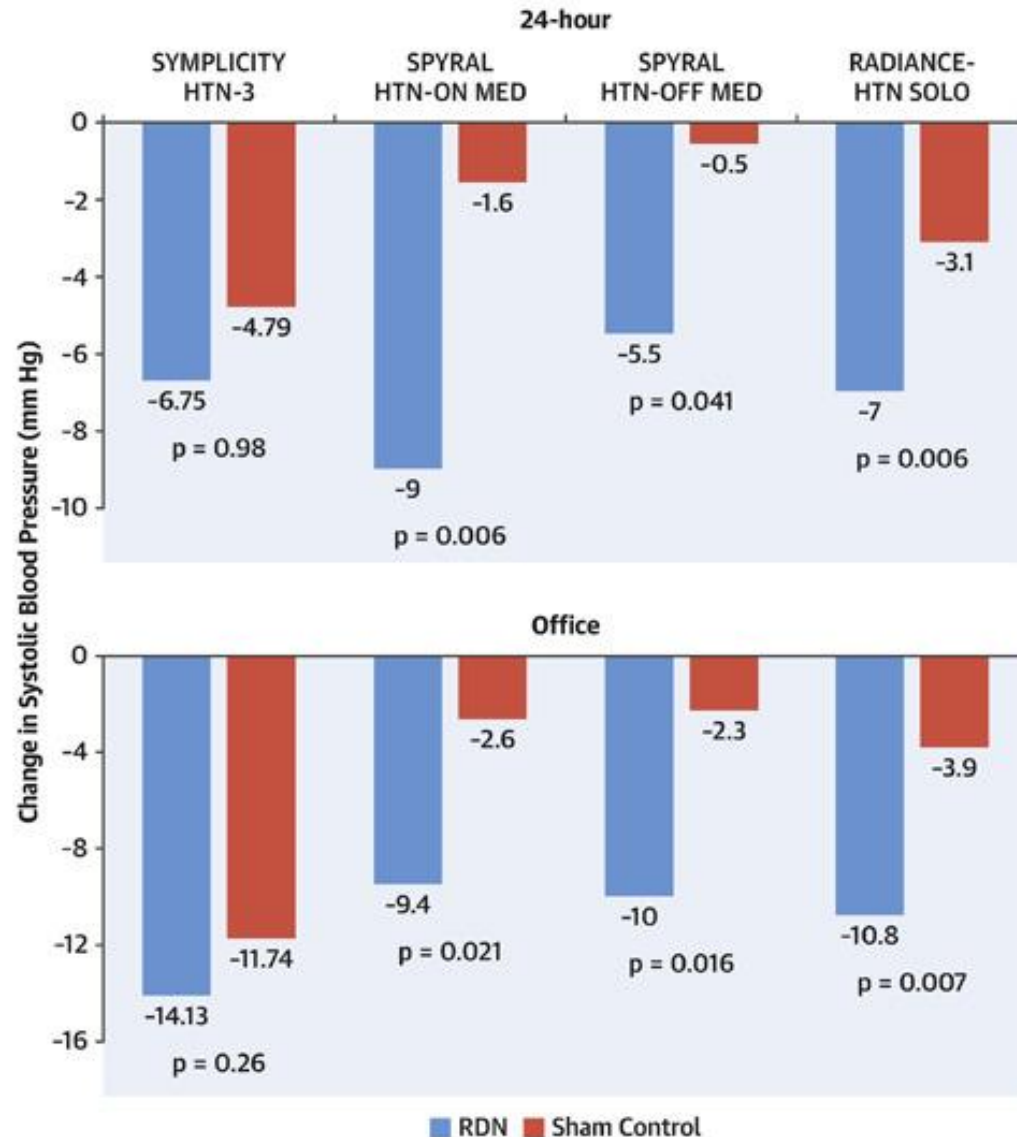 24-hour
SYMPLICITY
HTN-3
SPYRAL
HTN-ON MED
SPYRAL
HTN-OFF MED
RADIANCE-
HTN SOLO
Change in Systolic Blood Pressure (mm Hg)
0
-2
-4
-6
-8
-10
-6.75
-4.79
p = 0.98
-9
-1.6
p = 0.006
-5.5
-0.5
p = 0.041
-7
-3.1
p = 0.006
Office
0
-4
-8
-12
-16
-14.13
-11.74
p = 0.26
-9.4
-2.6
p = 0.021
-10
-2.3
p = 0.016
-10.8
-3.9
p = 0.007
RDN Sham Control